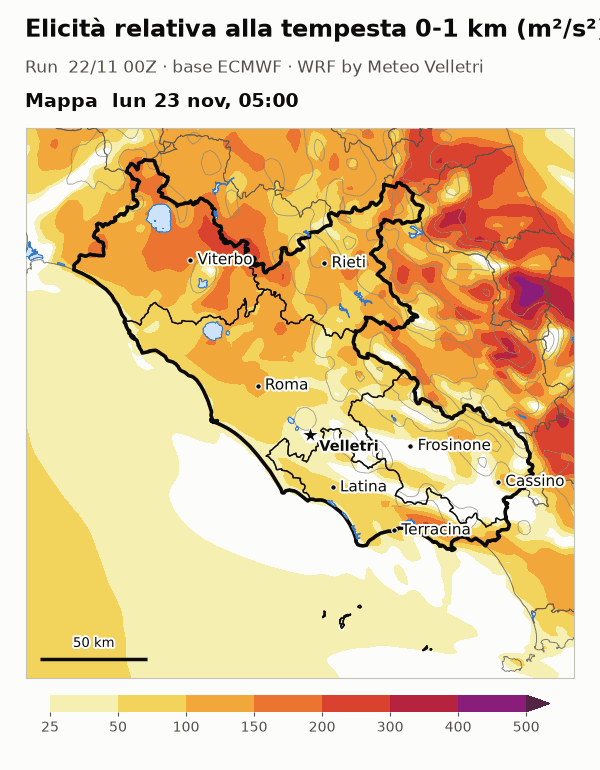 Elicità relativa alla tempesta 0-1 km (m²/s²)
Run 22/11 00Z · base ECMWF · WRF by Meteo Velletri
Mappa lun 23 nov, 05:00
Viterbo
Rieti
Roma
Velletri
Frosinone
Cassino
Latina
Terracina
50 km
25 50 100 150 200 300 400 500